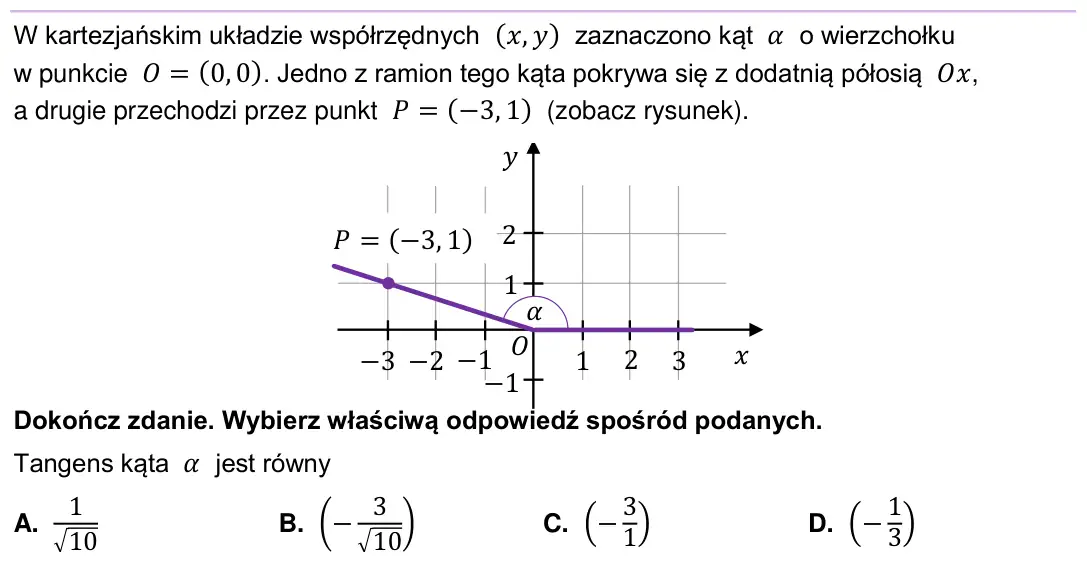 W kartezjańskim układzie współrzędnych (x, y) zaznaczono kąt α o wierzchołku
w punkcie O = (0, 0). Jedno z ramion tego kąta pokrywa się z dodatnią półosią Ox,
a drugie przechodzi przez punkt P = (−3, 1) (zobacz rysunek).
y
P = (−3, 1) 2
1
α
−3 −2 −1 O 1 2 3 x
−1
Dokończ zdanie. Wybierz właściwą odpowiedź spośród podanych.
Tangens kąta α jest równy
A. 1/√10 B. (−3/√10) C. (−3/1) D. (−1/3)